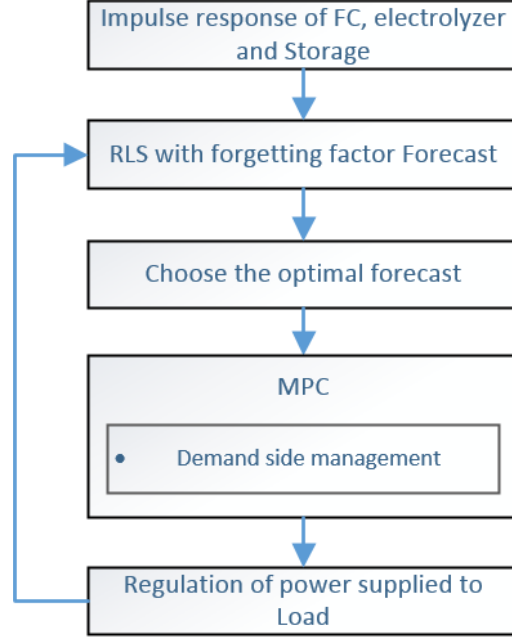 Impulse response of FC, electrolyzer
and Storage
RLS with forgetting factor Forecast
Choose the optimal forecast
MPC
• Demand side management
Regulation of power supplied to
Load